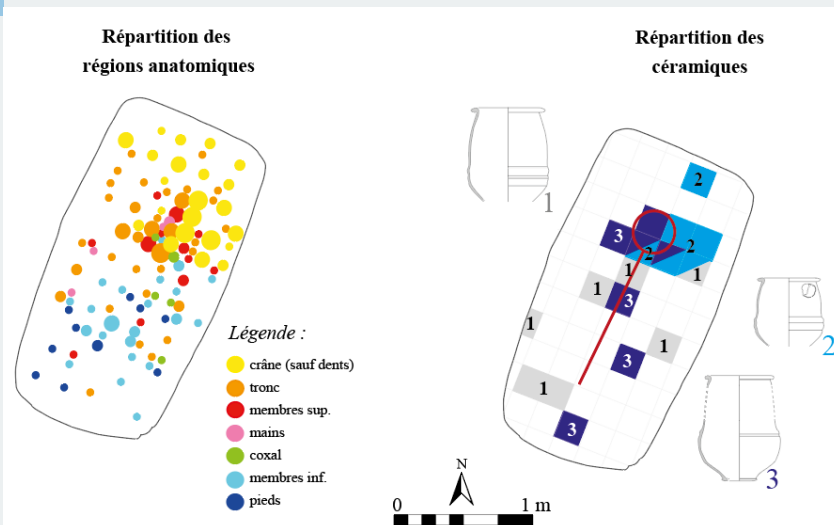 Répartition des
régions anatomiques
Répartition des
céramiques
1
2
3
2
2
3
2
1
1
1
3
1
1
3
1
3
Légende :
crâne (sauf dents)
tronc
membres sup.
mains
coxal
membres inf.
pieds
N
0
1 m